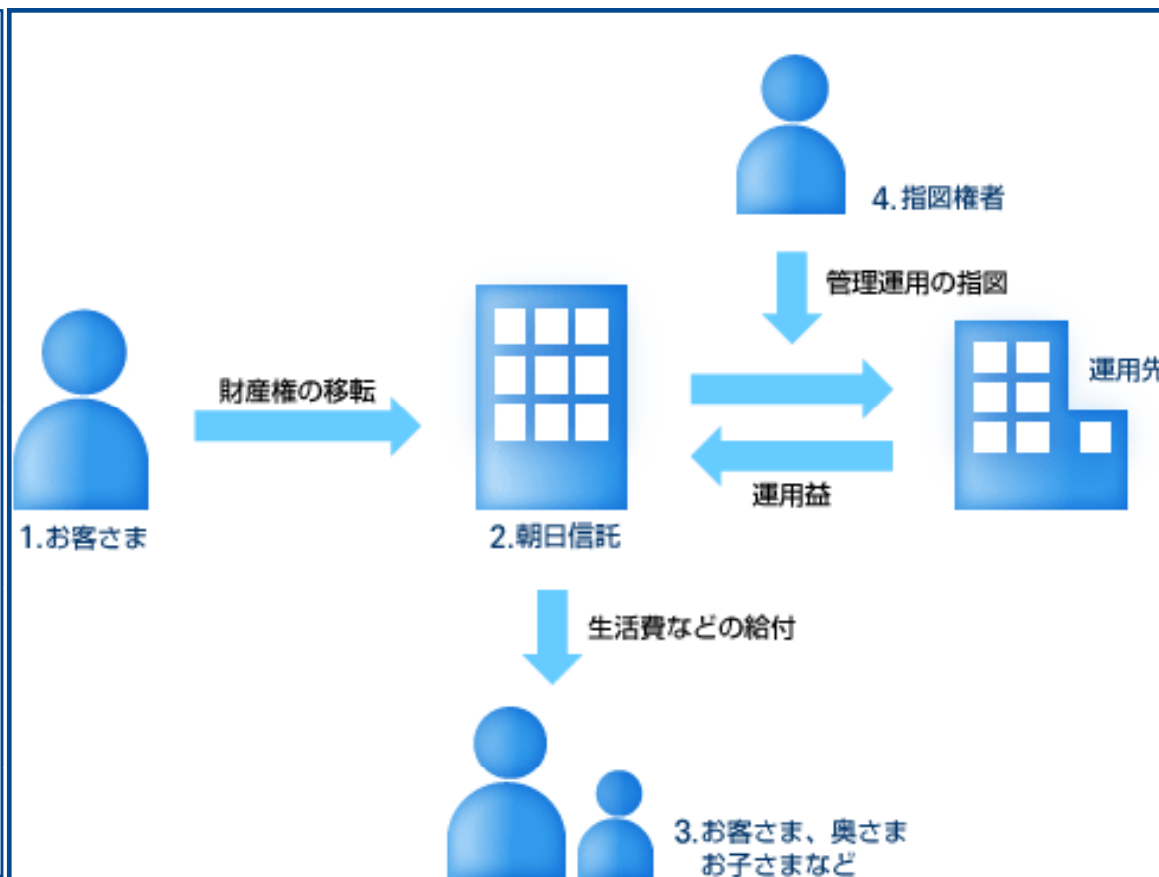 4.指図権者
管理運用の指図
運用先
財産権の移転
運用益
1.お客さま
2.朝日信託
生活費などの給付
3.お客さま、奥さま
お子さまなど